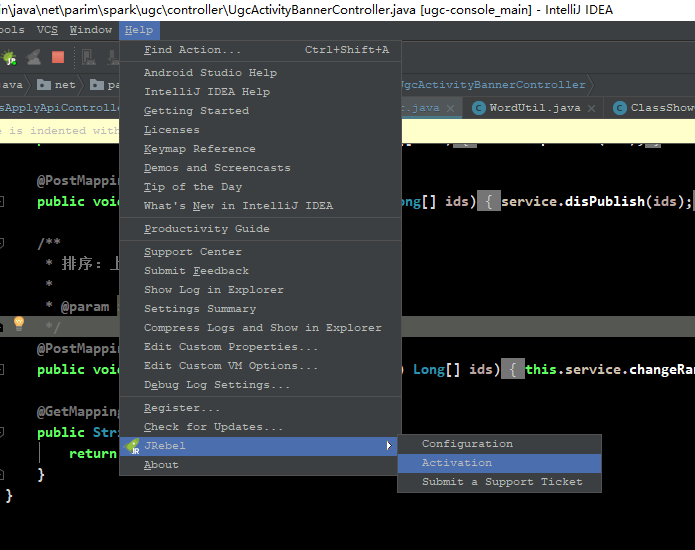 in\java\net\parim\spark\ugc\controller\UgcActivityBannerController.java [ugc-console_main] - IntelliJ IDEA
ools VCS Window Help
Find Action... Ctrl+Shift+A
Android Studio Help
ava net UgcActivityBannerController
IntelliJ IDEA Help
sApplyApiControlle .java WordUtil.java ClassShow
Getting Started
e is indented with Licenses
Keymap Reference
Demos and Screencasts
@PostMapping Tip of the Day
public voi What's New in IntelliJ IDEA ong[] ids) { service.disPublish(ids);
Productivity Guide
/**
Support Center
* 排序：上
Submit Feedback
*
Show Log in Explorer
* @param Settings Summary
*/ Compress Logs and Show in Explorer
@PostMapping Edit Custom Properties...
public voi Edit Custom VM Options... ) Long[] ids) { this.service.changeRan
Debug Log Settings...
@GetMapping Register...
public Stri Check for Updates...
return JRebel Configuration
} About Activation
Submit a Support Ticket
}